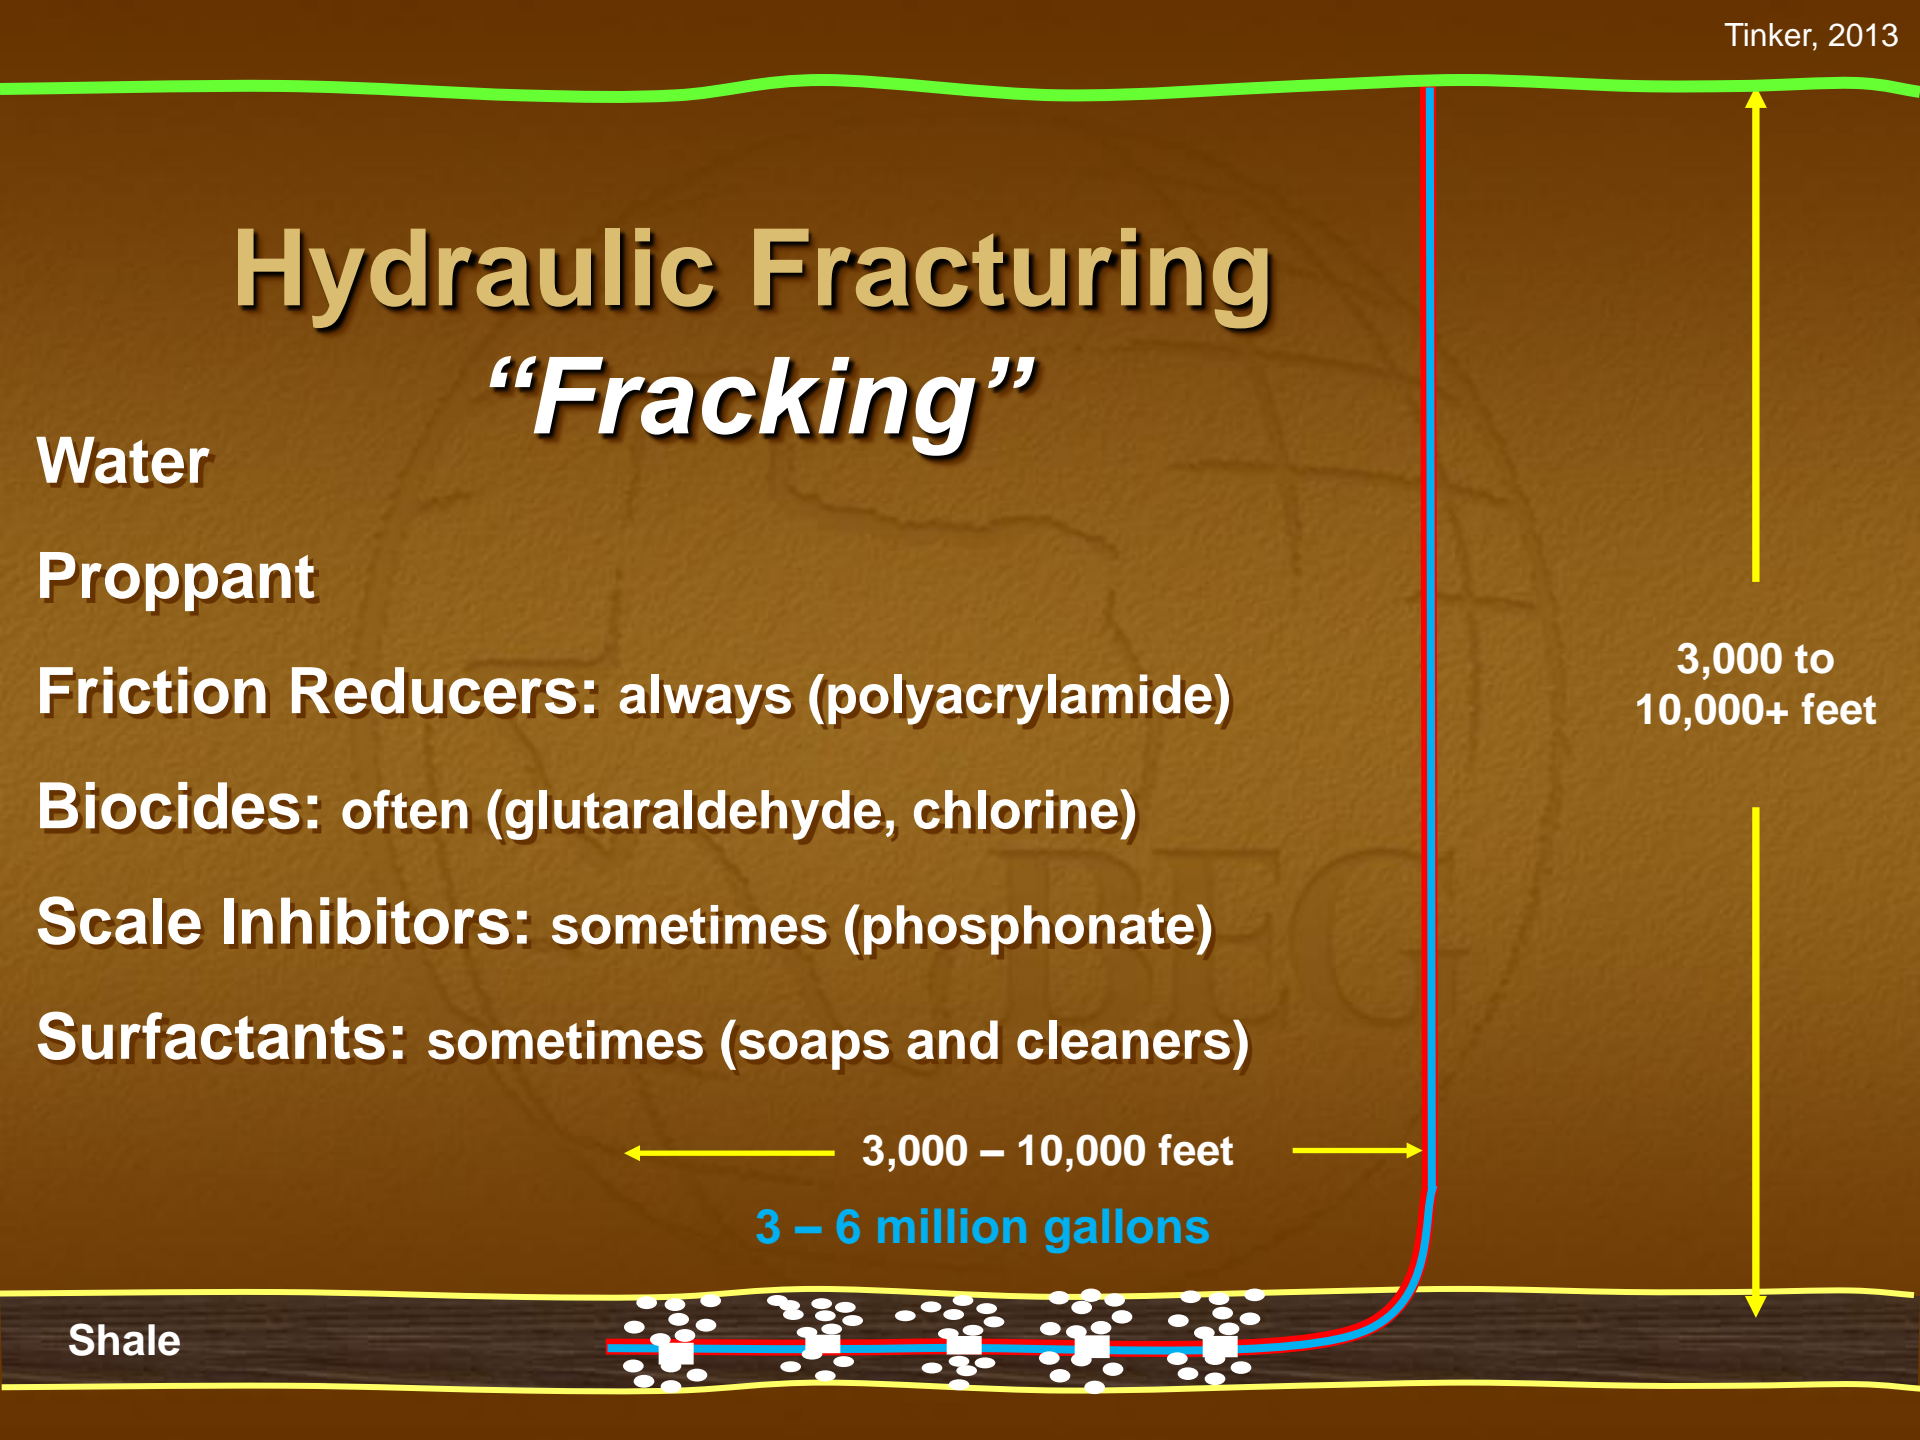 Tinker, 2013
Hydraulic Fracturing
“Fracking”
Water
Proppant
Friction Reducers: always (polyacrylamide)
Biocides: often (glutaraldehyde, chlorine)
Scale Inhibitors: sometimes (phosphonate)
Surfactants: sometimes (soaps and cleaners)
3,000 to
10,000+ feet
BEG
3,000 – 10,000 feet
3 – 6 million gallons
Shale